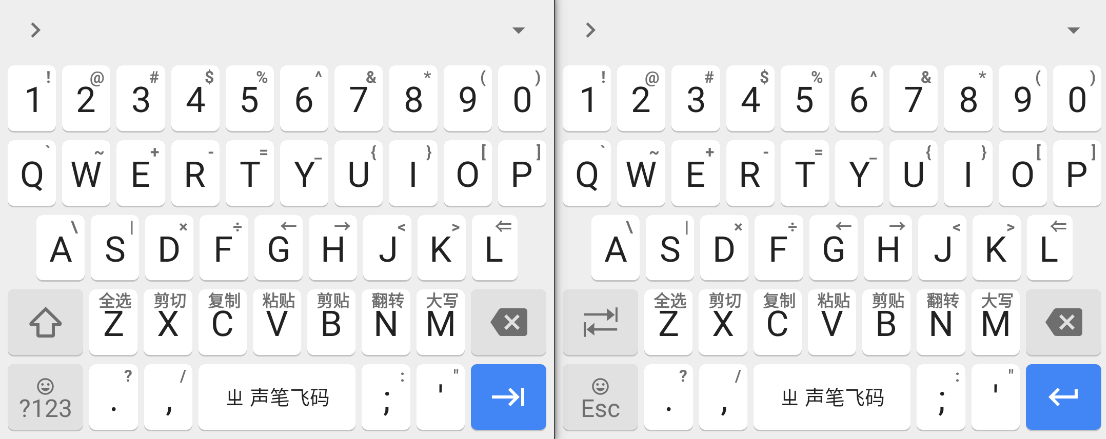 ! @ # $ % ^ & * ( )
1 2 3 4 5 6 7 8 9 0
` ~ + - = _ { } [ ]
Q W E R T Y U I O P
\ | × ÷ ← → < > ⇐
A S D F G H J K L
全选 剪切 复制 粘贴 剪贴 翻转 大写
Z X C V B N M
? / : "
?123 . , ㄓ 声笔飞码 ; '
! @ # $ % ^ & * ( )
1 2 3 4 5 6 7 8 9 0
` ~ + - = _ { } [ ]
Q W E R T Y U I O P
\ | × ÷ ← → < > ⇐
A S D F G H J K L
全选 剪切 复制 粘贴 剪贴 翻转 大写
Z X C V B N M
? / : "
Esc . , ㄓ 声笔飞码 ; '